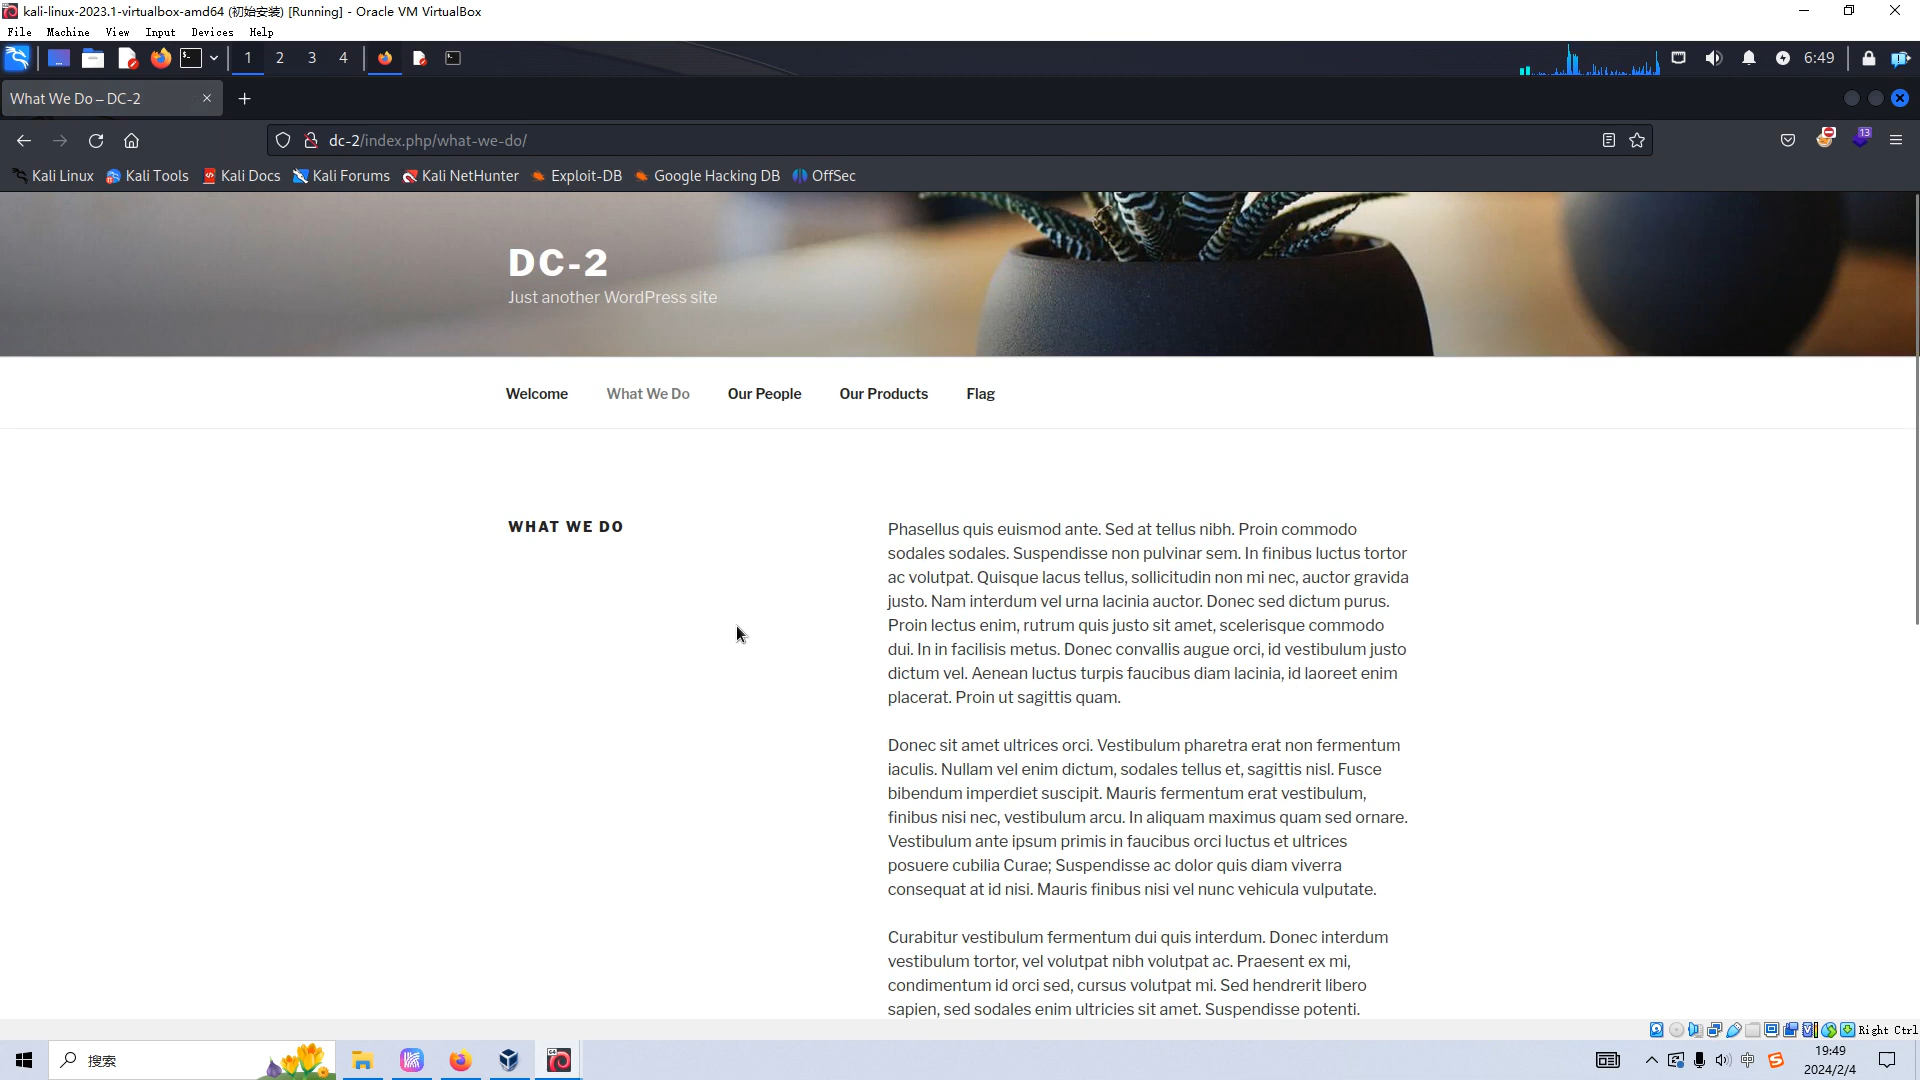 kali-linux-2023.1-virtualbox-amd64 (初始安装) [Running] - Oracle VM VirtualBox
File Machine View Input Devices Help
1 2 3 4 6:49
What We Do – DC-2
dc-2/index.php/what-we-do/ 13
Kali Linux Kali Tools Kali Docs Kali Forums Kali NetHunter Exploit-DB Google Hacking DB OffSec
DC-2
Just another WordPress site
Welcome What We Do Our People Our Products Flag
WHAT WE DO
Phasellus quis euismod ante. Sed at tellus nibh. Proin commodo
sodales sodales. Suspendisse non pulvinar sem. In finibus luctus tortor
ac volutpat. Quisque lacus tellus, sollicitudin non mi nec, auctor gravida
justo. Nam interdum vel urna lacinia auctor. Donec sed dictum purus.
Proin lectus enim, rutrum quis justo sit amet, scelerisque commodo
dui. In in facilisis metus. Donec convallis augue orci, id vestibulum justo
dictum vel. Aenean luctus turpis faucibus diam lacinia, id laoreet enim
placerat. Proin ut sagittis quam.
Donec sit amet ultrices orci. Vestibulum pharetra erat non fermentum
iaculis. Nullam vel enim dictum, sodales tellus et, sagittis nisl. Fusce
bibendum imperdiet suscipit. Mauris fermentum erat vestibulum,
finibus nisi nec, vestibulum arcu. In aliquam maximus quam sed ornare.
Vestibulum ante ipsum primis in faucibus orci luctus et ultrices
posuere cubilia Curae; Suspendisse ac dolor quis diam viverra
consequat at id nisi. Mauris finibus nisi vel nunc vehicula vulputate.
Curabitur vestibulum fermentum dui quis interdum. Donec interdum
vestibulum tortor, vel volutpat nibh volutpat ac. Praesent ex mi,
condimentum id orci sed, cursus volutpat mi. Sed hendrerit libero
sapien, sed sodales enim ultricies sit amet. Suspendisse potenti.
Right Ctrl
搜索
中
19:49
2024/2/4